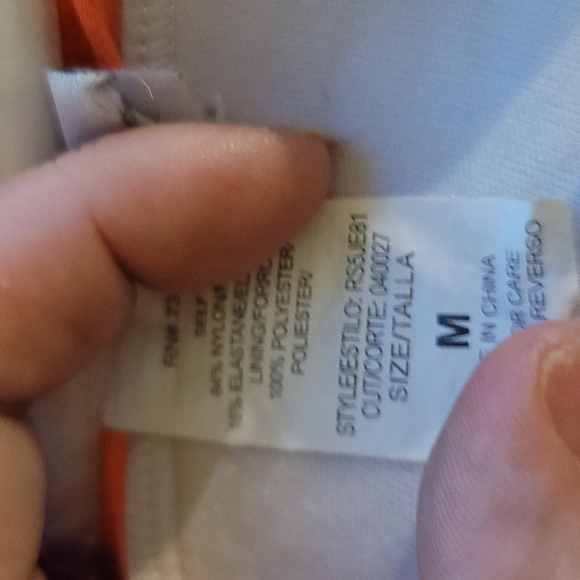 RN# 73
SELF
84% NYLON/N
16% ELASTANE/EL
LINING/FORRO
100% POLYESTER/
POLIESTER/
STYLE/ESTILO: RS5JE81
CUT/CORTE: 040027
SIZE/TALLA
M
IN CHINA
OR CARE
REVERSO